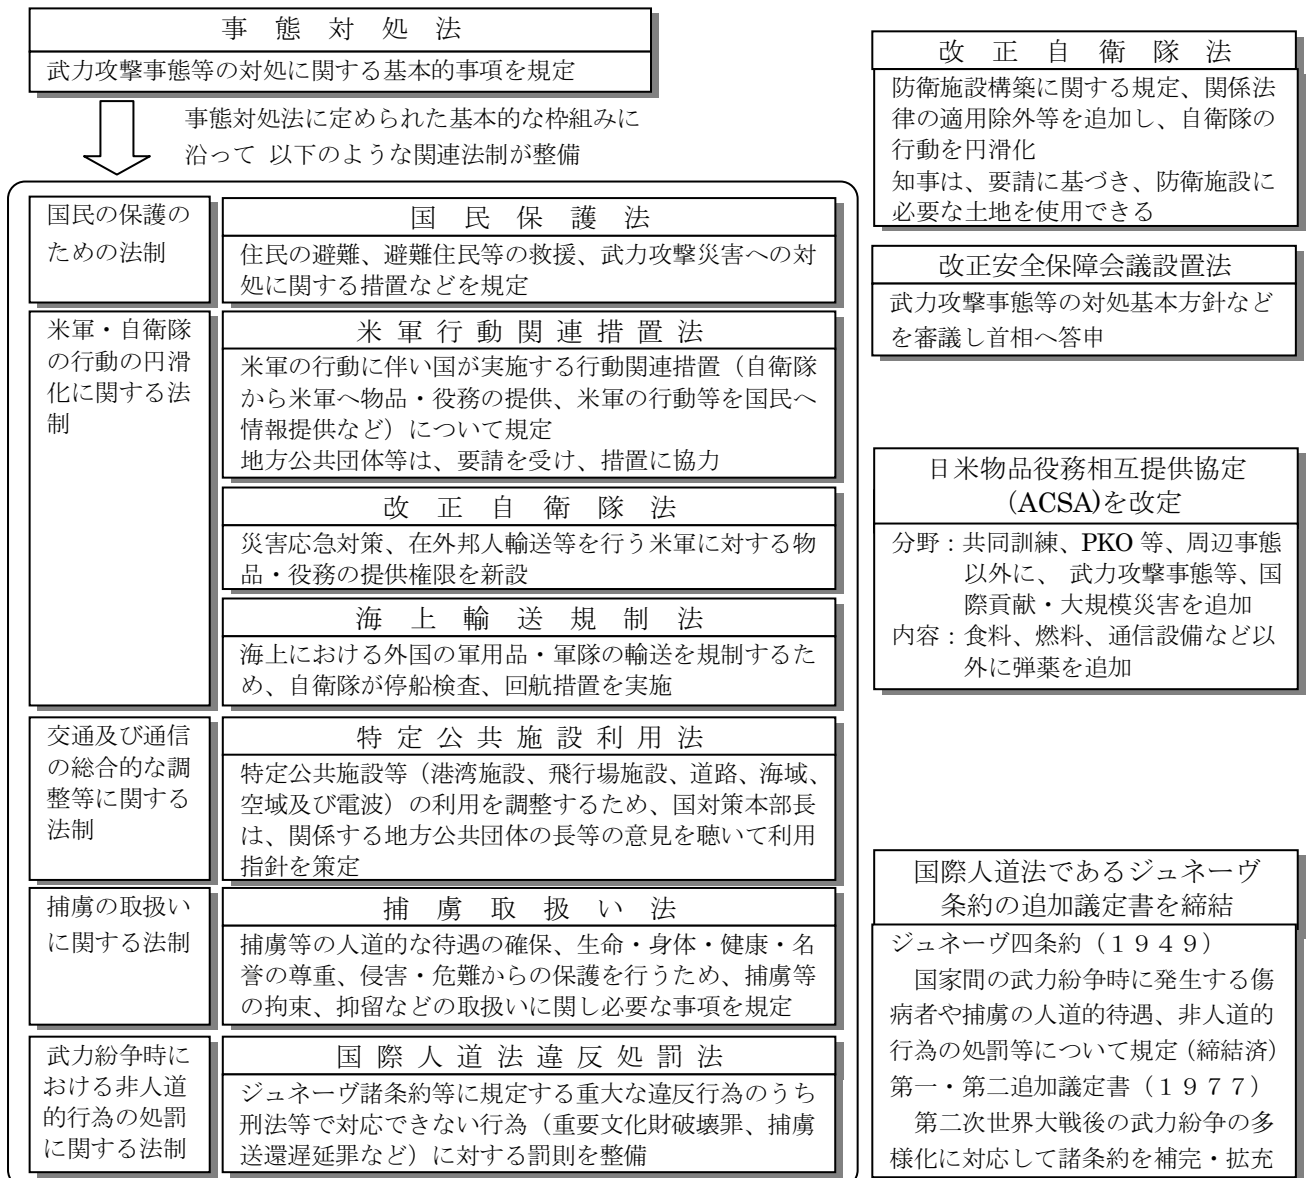 事態対処法
武力攻撃事態等の対処に関する基本的事項を規定
事態対処法に定められた基本的な枠組みに
沿って 以下のような関連法制が整備
国民の保護の
ための法制
国民保護法
住民の避難、避難住民等の救援、武力攻撃災害への対
処に関する措置などを規定
米軍・自衛隊
の行動の円滑
化に関する法
制
米軍行動関連措置法
米軍の行動に伴い国が実施する行動関連措置（自衛隊
から米軍へ物品・役務の提供、米軍の行動等を国民へ
情報提供など）について規定
地方公共団体等は、要請を受け、措置に協力
改正自衛隊法
災害応急対策、在外邦人輸送等を行う米軍に対する物
品・役務の提供権限を新設
海上輸送規制法
海上における外国の軍用品・軍隊の輸送を規制するた
め、自衛隊が停船検査、回航措置を実施
交通及び通信
の総合的な調
整等に関する
法制
特定公共施設利用法
特定公共施設等（港湾施設、飛行場施設、道路、海域、
空域及び電波）の利用を調整するため、国対策本部長
は、関係する地方公共団体の長等の意見を聴いて利用
指針を策定
捕虜の取扱い
に関する法制
捕虜取扱い法
捕虜等の人道的な待遇の確保、生命・身体・健康・名
誉の尊重、侵害・危難からの保護を行うため、捕虜等
の拘束、抑留などの取扱いに関し必要な事項を規定
武力紛争時に
おける非人道
的行為の処罰
に関する法制
国際人道法違反処罰法
ジュネーヴ諸条約等に規定する重大な違反行為のうち
刑法等で対応できない行為（重要文化財破壊罪、捕虜
送還遅延罪など）に対する罰則を整備
改正自衛隊法
防衛施設構築に関する規定、関係法
律の適用除外等を追加し、自衛隊の
行動を円滑化
知事は、要請に基づき、防衛施設に
必要な土地を使用できる
改正安全保障会議設置法
武力攻撃事態等の対処基本方針など
を審議し首相へ答申
日米物品役務相互提供協定
(ACSA)を改定
分野：共同訓練、PKO 等、周辺事態
以外に、 武力攻撃事態等、国
際貢献・大規模災害を追加
内容：食料、燃料、通信設備など以
外に弾薬を追加
国際人道法であるジュネーヴ
条約の追加議定書を締結
ジュネーヴ四条約（１９４９）
国家間の武力紛争時に発生する傷
病者や捕虜の人道的待遇、非人道的
行為の処罰等について規定（締結済）
第一・第二追加議定書（１９７７）
第二次世界大戦後の武力紛争の多
様化に対応して諸条約を補完・拡充